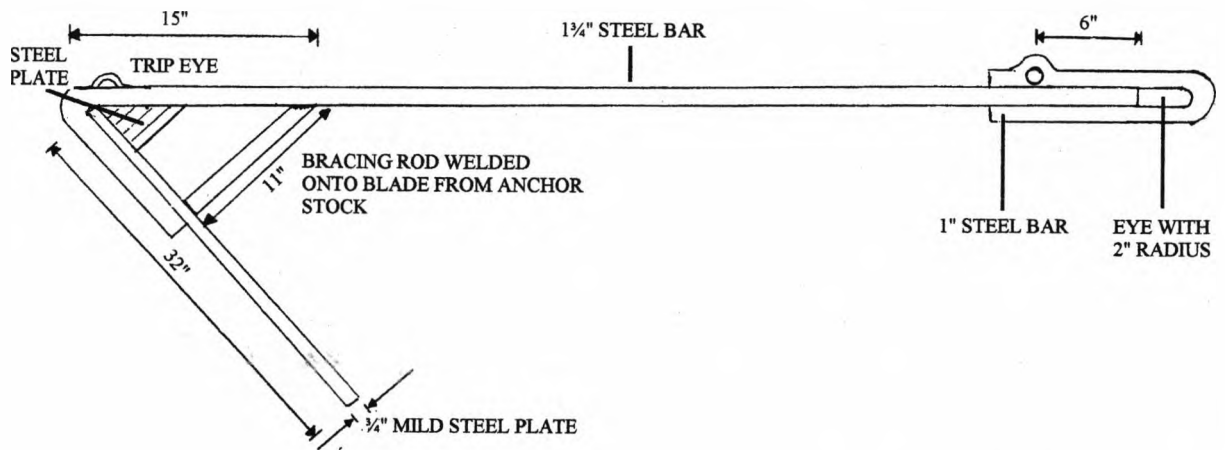 15"
1¾" STEEL BAR
6"
STEEL
PLATE
TRIP EYE
11"
BRACING ROD WELDED
ONTO BLADE FROM ANCHOR
STOCK
32"
1" STEEL BAR
EYE WITH
2" RADIUS
¾" MILD STEEL PLATE